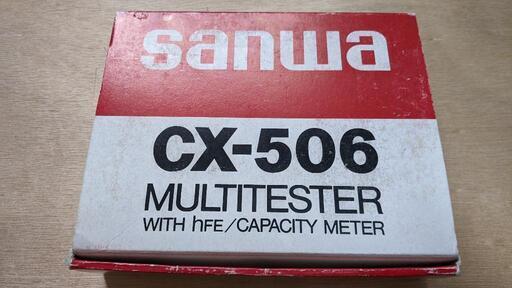 sanwa
CX-506
MULTITESTER
WITH hFE/CAPACITY METER